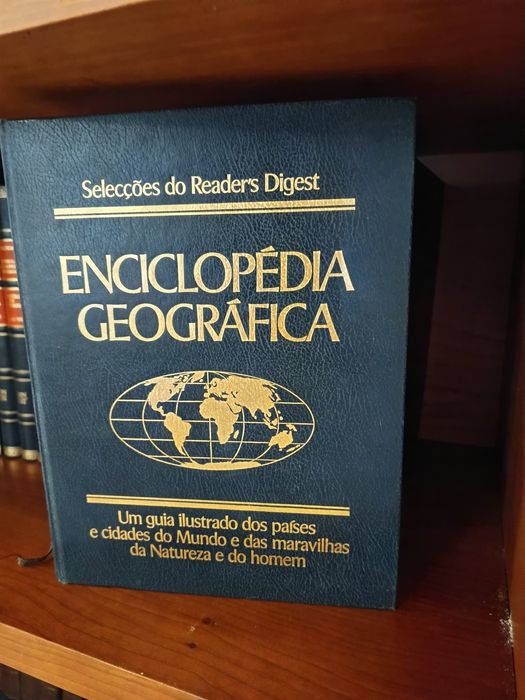 Selecções do Reader's Digest
ENCICLOPÉDIA
GEOGRÁFICA
Um guia ilustrado dos países
e cidades do Mundo e das maravilhas
da Natureza e do homem